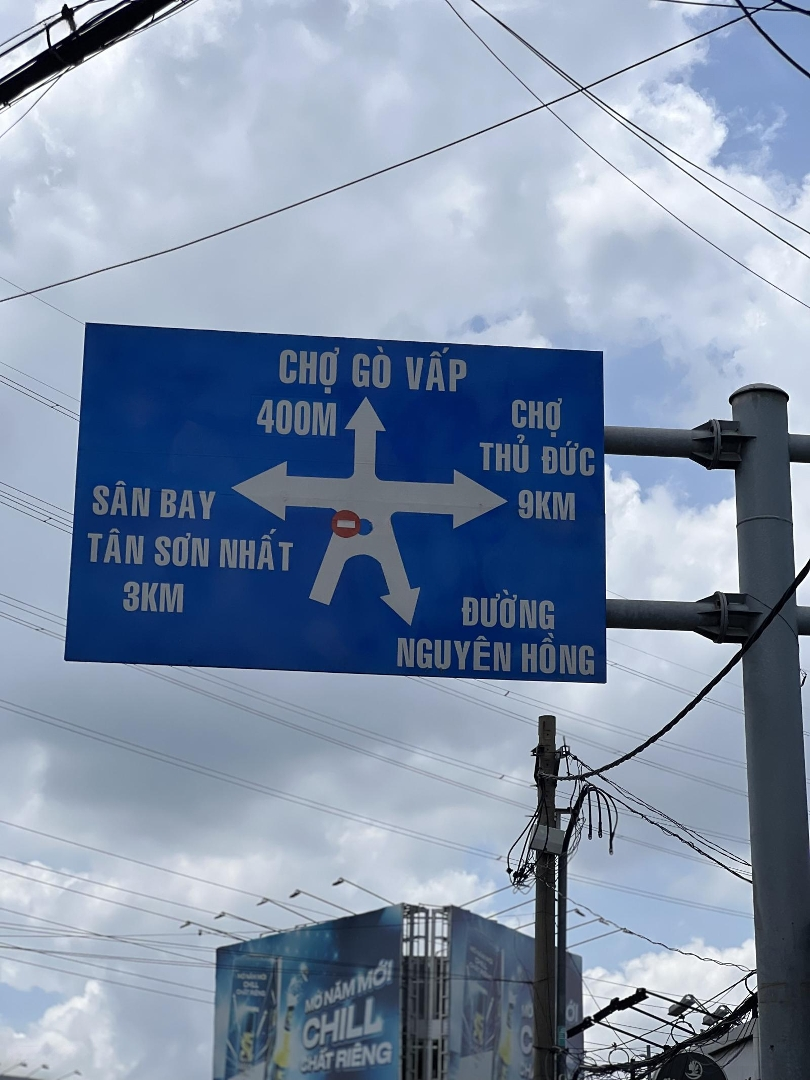 CHỢ GÒ VẤP
400M
CHỢ
THỦ ĐỨC
9KM
SÂN BAY
TÂN SƠN NHẤT
3KM
ĐƯỜNG
NGUYÊN HỒNG
MỞ NĂM MỚI
CHILL
CHẤT RIÊNG